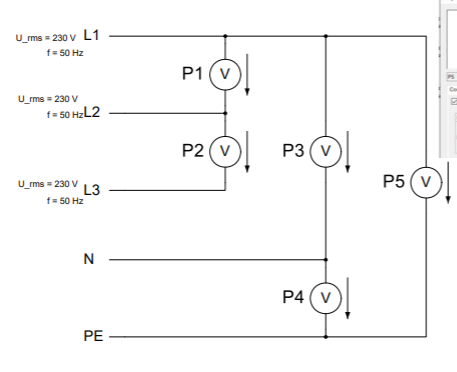 U_rms = 230 V L1
f = 50 Hz
P1 V
U_rms = 230 V
f = 50 Hz L2
P2 V
P3 V
P5 V
U_rms = 230 V L3
f = 50 Hz
N
P4 V
PE
P5
Co